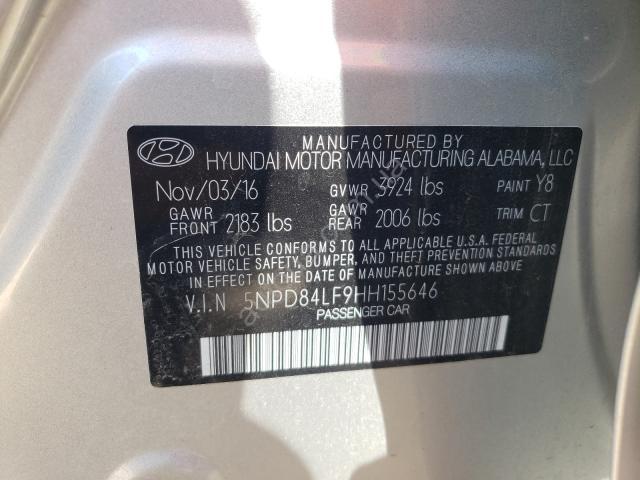 MANUFACTURED BY
HYUNDAI MOTOR MANUFACTURING ALABAMA, LLC
Nov/03/16 GVWR 3924 lbs PAINT Y8
GAWR FRONT 2183 lbs GAWR REAR 2006 lbs TRIM CT
THIS VEHICLE CONFORMS TO ALL APPLICABLE U.S.A. FEDERAL
MOTOR VEHICLE SAFETY, BUMPER, AND THEFT PREVENTION STANDARDS
IN EFFECT ON THE DATE OF MANUFACTURE SHOWN ABOVE.
V.I.N 5NPD84LF9HH155646
PASSENGER CAR